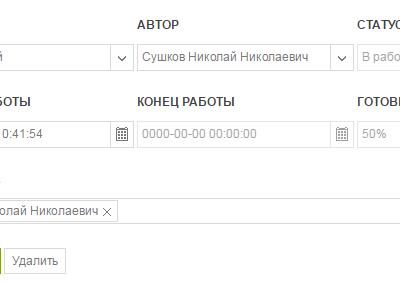 АВТОР СТАТУС
й Сушков Николай Николаевич В рабо
БОТЫ КОНЕЦ РАБОТЫ ГОТОВ
0:41:54 0000-00-00 00:00:00 50%
олай Николаевич
Удалить